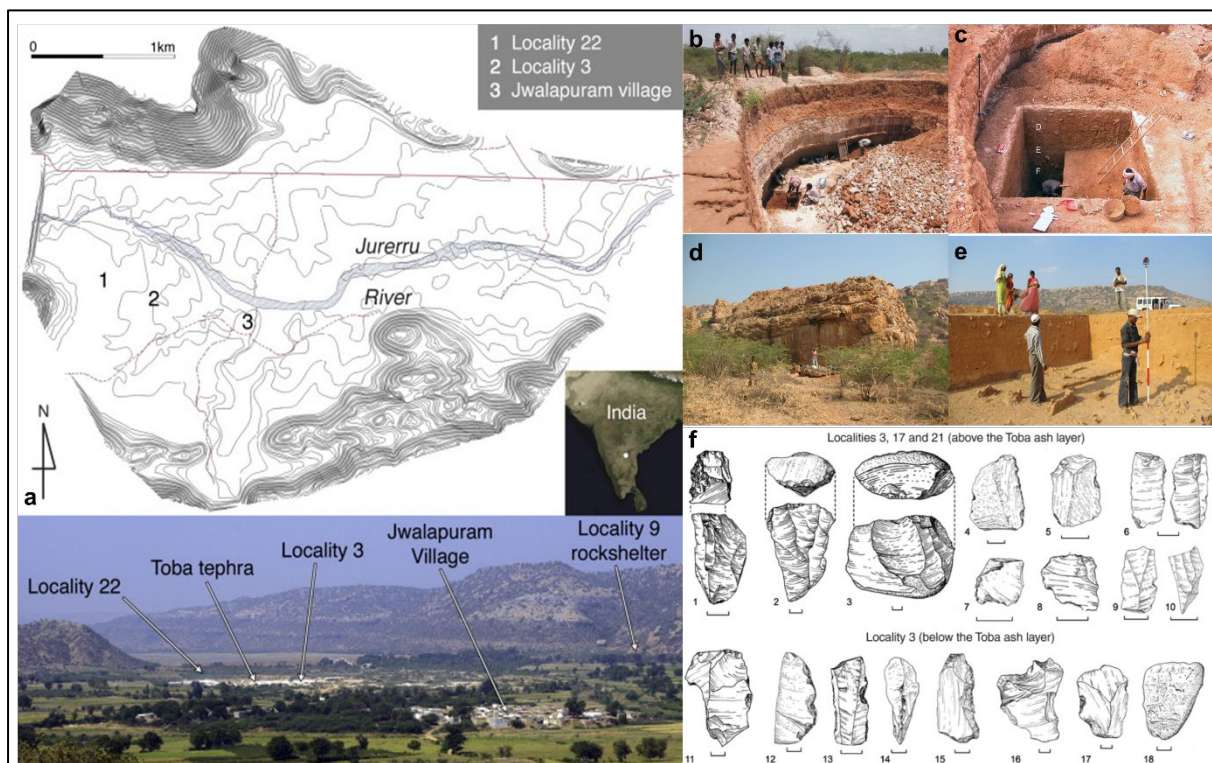 0 1km
1 Locality 22
2 Locality 3
3 Jwalapuram village
Jurerru
River
1
2
3
N
India
a
Locality 22
Toba tephra
Locality 3
Jwalapuram
Village
Locality 9
rockshelter
b
c
D
E
F
d
e
f
Localities 3, 17 and 21 (above the Toba ash layer)
1
2
3
4
5
6
7
8
9
10
Locality 3 (below the Toba ash layer)
11
12
13
14
15
16
17
18